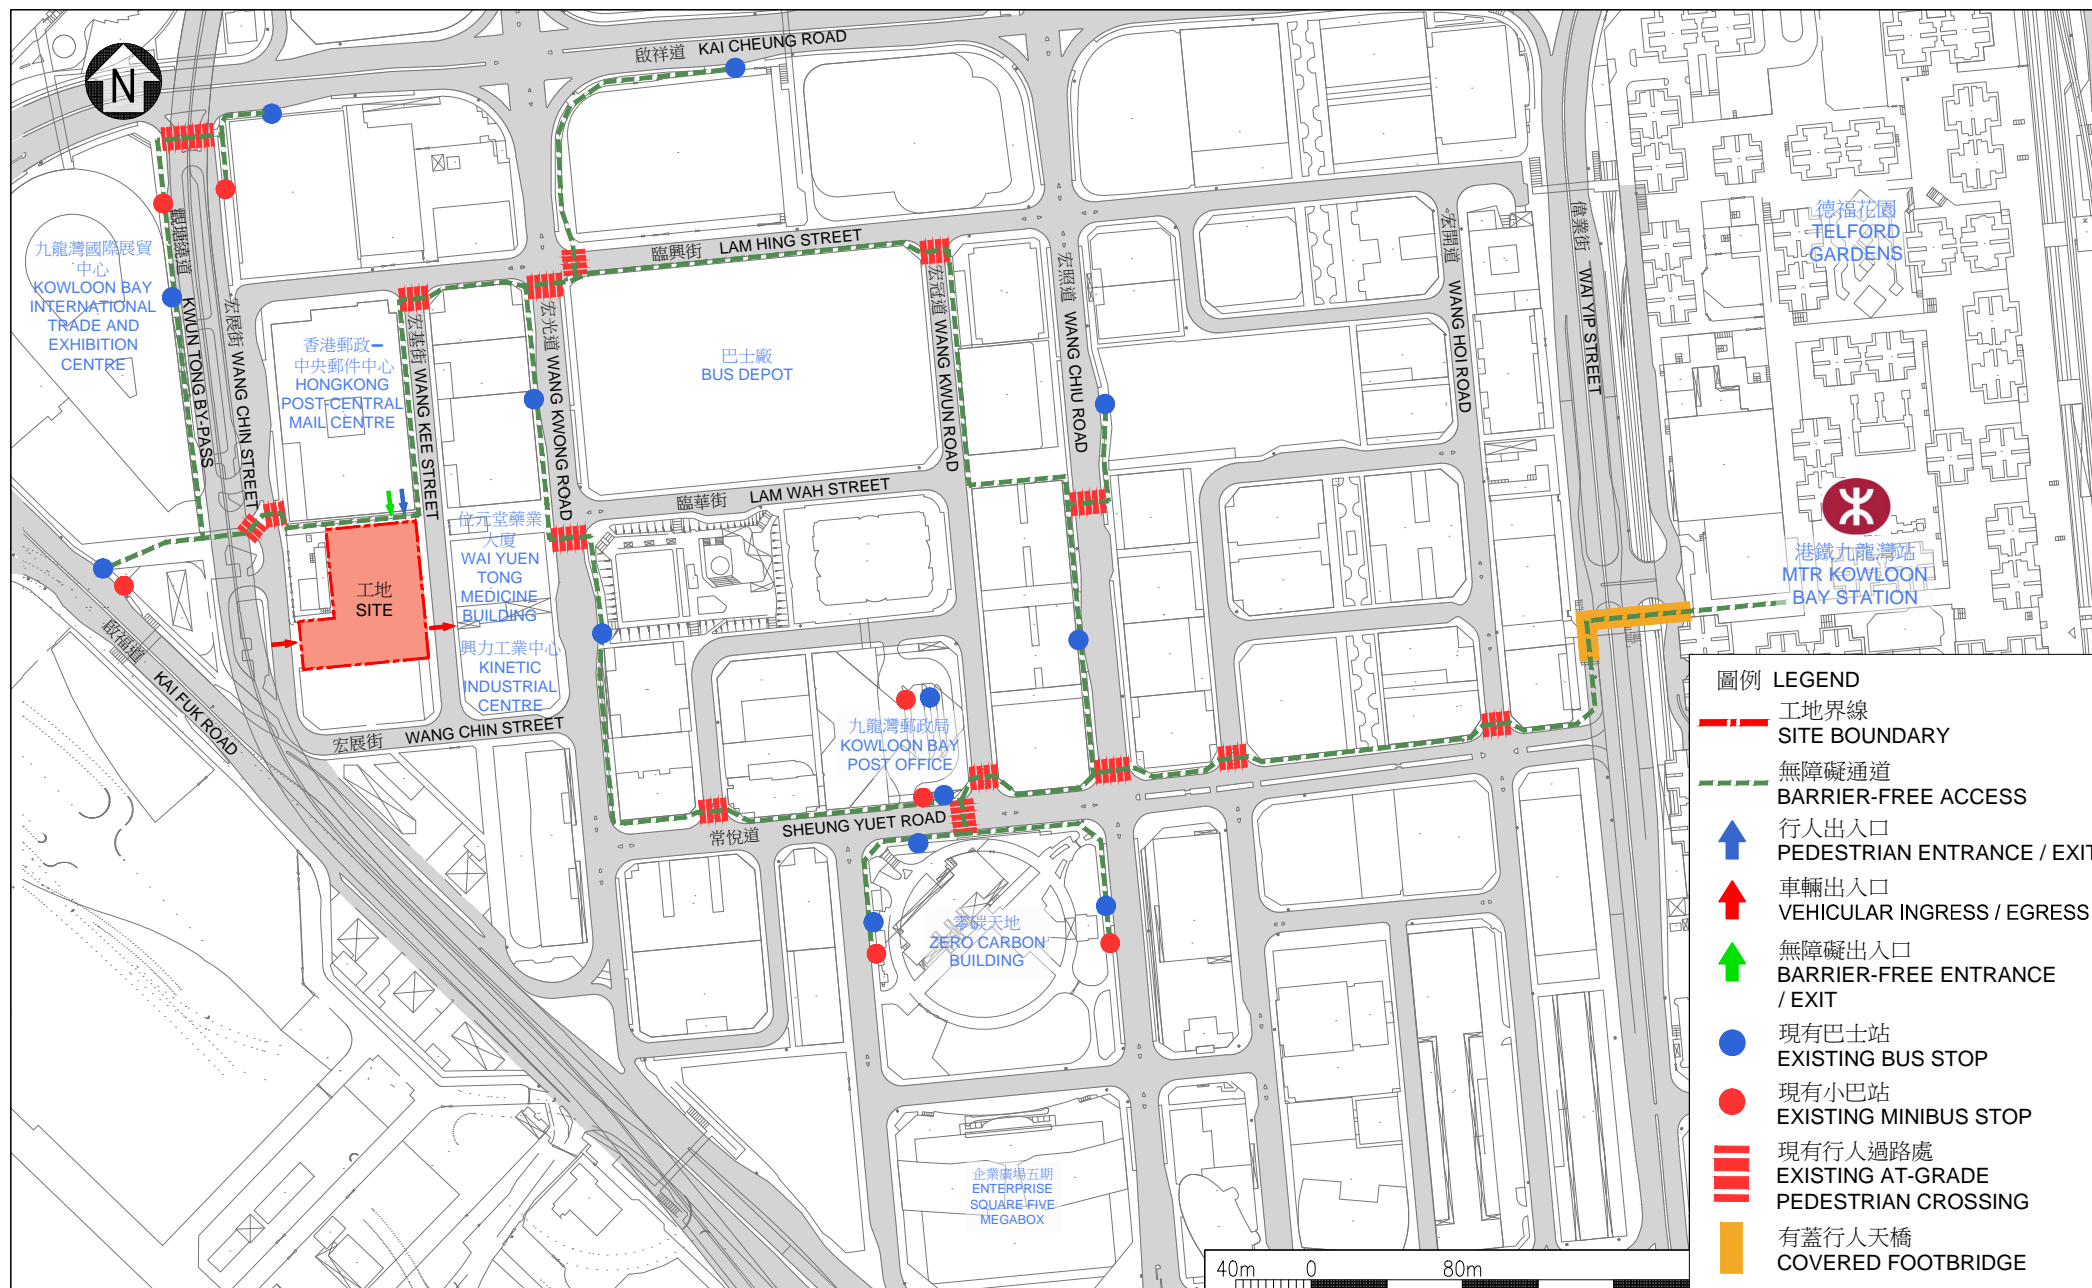 N
啟祥道 KAI CHEUNG ROAD
觀塘繞道
KWUN TONG BY-PASS
九龍灣國際展貿
中心
KOWLOON BAY
INTERNATIONAL
TRADE AND
EXHIBITION
CENTRE
宏展街 WANG CHIN STREET
香港郵政–
中央郵件中心
HONGKONG
POST-CENTRAL
MAIL CENTRE
宏基街 WANG KEE STREET
宏光道 WANG KWONG ROAD
臨興街 LAM HING STREET
巴士廠
BUS DEPOT
宏冠道 WANG KWUN ROAD
宏照道 WANG CHIU ROAD
宏開道 WANG HOI ROAD
偉業街 WAI YIP STREET
德福花園
TELFORD
GARDENS
臨華街 LAM WAH STREET
位元堂藥業
大廈
WAI YUEN
TONG
MEDICINE
BUILDING
工地
SITE
興力工業中心
KINETIC
INDUSTRIAL
CENTRE
港鐵九龍灣站
MTR KOWLOON
BAY STATION
啟福道 KAI FUK ROAD
宏展街 WANG CHIN STREET
九龍灣郵政局
KOWLOON BAY
POST OFFICE
常悅道 SHEUNG YUET ROAD
零碳天地
ZERO CARBON
BUILDING
企業廣場五期
ENTERPRISE
SQUARE FIVE
MEGABOX
圖例 LEGEND
工地界線
SITE BOUNDARY
無障礙通道
BARRIER-FREE ACCESS
行人出入口
PEDESTRIAN ENTRANCE / EXIT
車輛出入口
VEHICULAR INGRESS / EGRESS
無障礙出入口
BARRIER-FREE ENTRANCE
/ EXIT
現有巴士站
EXISTING BUS STOP
現有小巴站
EXISTING MINIBUS STOP
現有行人過路處
EXISTING AT-GRADE
PEDESTRIAN CROSSING
有蓋行人天橋
COVERED FOOTBRIDGE
40m 0 80m